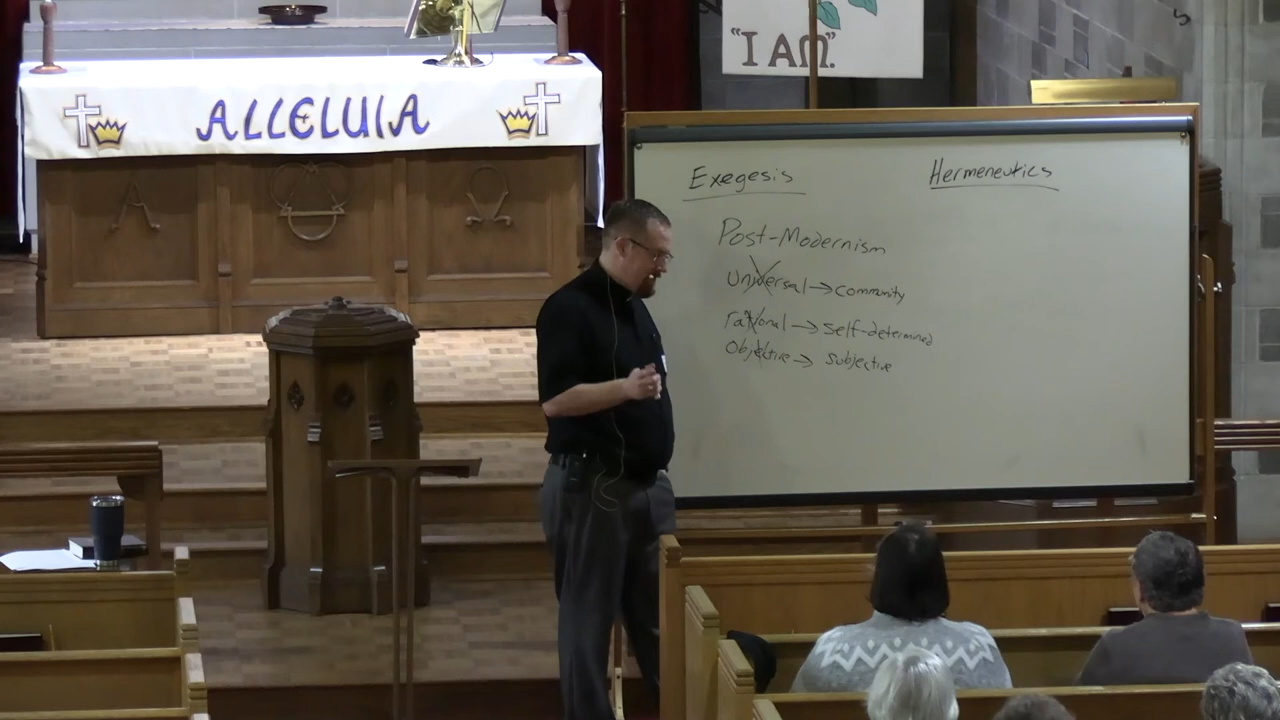 "I AM"
ALLELUIA
Α Ω
Exegesis
Hermeneutics
Post-Modernism
Universal → community
rational → self-determined
Objective → subjective